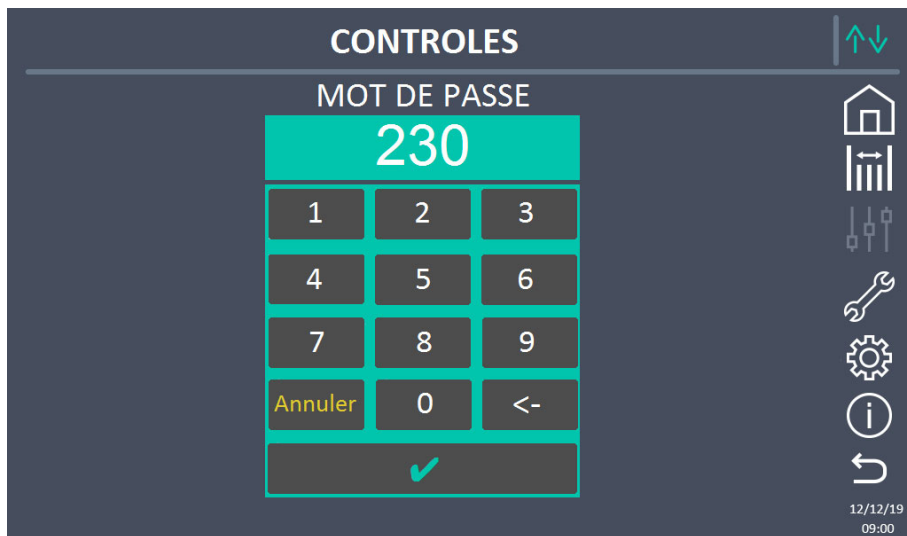 CONTROLES
MOT DE PASSE
230
1 2 3
4 5 6
7 8 9
Annuler 0 <-
12/12/19
09:00